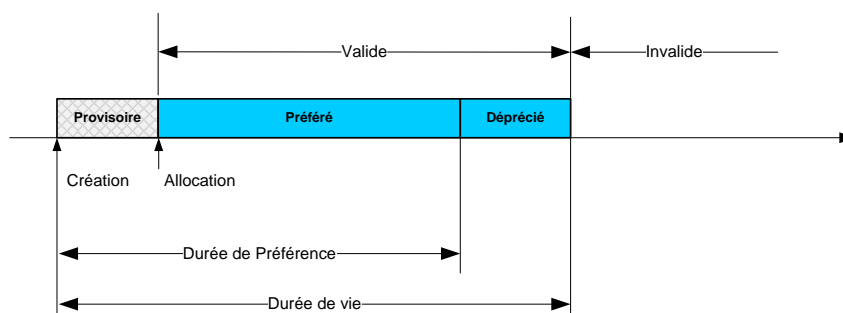 Valide
Invalide
Provisoire
Préféré
Déprécié
Création
Allocation
Durée de Préférence
Durée de vie